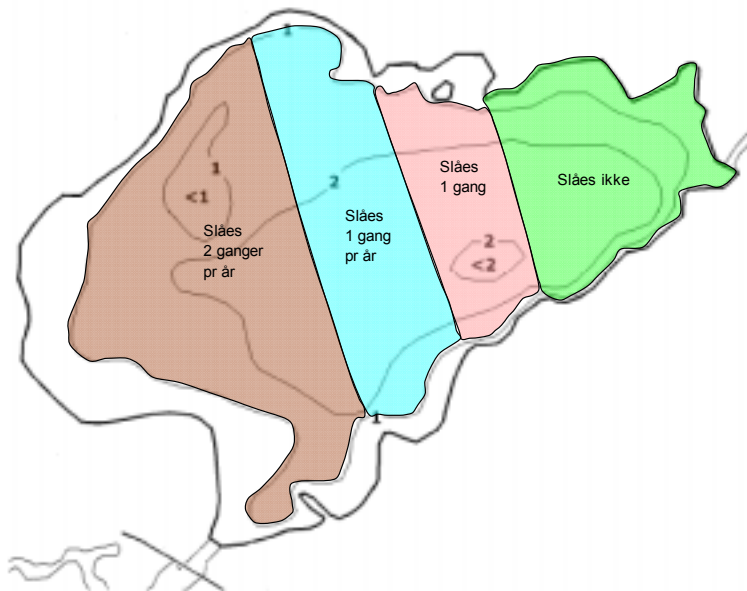 1
1
<1
2
2
<2
1
Slåes
2 ganger
pr år
Slåes
1 gang
pr år
Slåes
1 gang
Slåes ikke